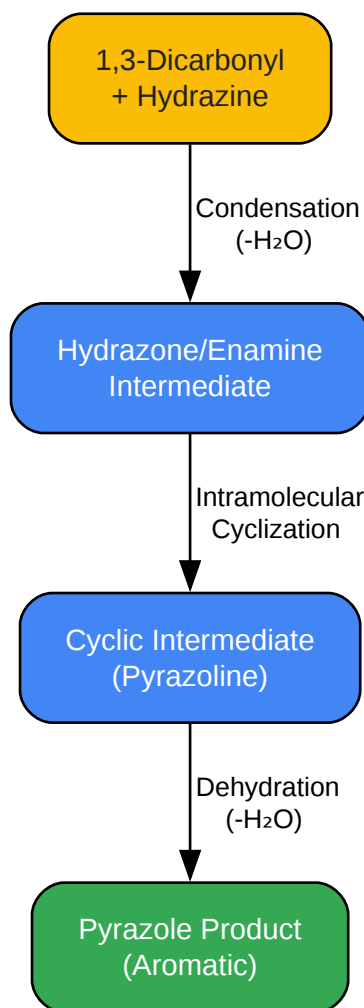 1,3-Dicarbonyl
+ Hydrazine
Condensation
(-H₂O)
Hydrazone/Enamine
Intermediate
Intramolecular
Cyclization
Cyclic Intermediate
(Pyrazoline)
Dehydration
(-H₂O)
Pyrazole Product
(Aromatic)